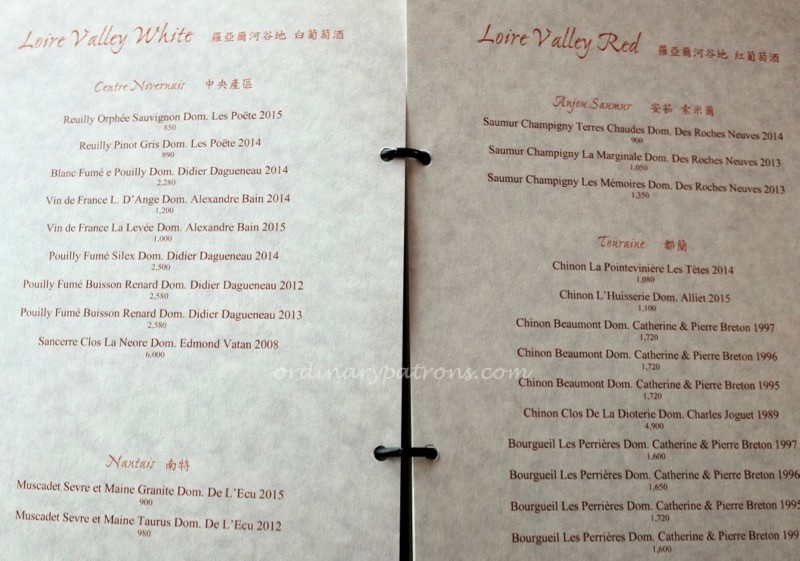 Loire Valley White 羅亞爾河谷地 白葡萄酒
Centre Nivernais 中央產區
Reuilly Orphée Sauvignon Dom. Les Poëte 2015
850
Reuilly Pinot Gris Dom. Les Poëte 2014
890
Blanc Fumé e Pouilly Dom. Didier Dagueneau 2014
2,280
Vin de France L. D'Ange Dom. Alexandre Bain 2014
1,200
Vin de France La Levée Dom. Alexandre Bain 2015
1,000
Pouilly Fumé Silex Dom. Didier Dagueneau 2014
2,500
Pouilly Fumé Buisson Renard Dom. Didier Dagueneau 2012
2,580
Pouilly Fumé Buisson Renard Dom. Didier Dagueneau 2013
2,580
Sancerre Clos La Neore Dom. Edmond Vatan 2008
6,000
Nantais 南特
Muscadet Sevre et Maine Granite Dom. De L'Ecu 2015
900
Muscadet Sevre et Maine Taurus Dom. De L'Ecu 2012
980
Loire Valley Red 羅亞爾河谷地 紅葡萄酒
Anjou Saumur 安茹 索米爾
Saumur Champigny Terres Chaudes Dom. Des Roches Neuves 2014
900
Saumur Champigny La Marginale Dom. Des Roches Neuves 2013
1,050
Saumur Champigny Les Mémoires Dom. Des Roches Neuves 2013
1,350
Touraine 都蘭
Chinon La Pointevinière Les Têtes 2014
1,080
Chinon L'Huisserie Dom. Alliet 2015
1,100
Chinon Beaumont Dom. Catherine & Pierre Breton 1997
1,720
Chinon Beaumont Dom. Catherine & Pierre Breton 1996
1,720
Chinon Beaumont Dom. Catherine & Pierre Breton 1995
1,720
Chinon Clos De La Dioterie Dom. Charles Joguet 1989
4,900
Bourgueil Les Perrières Dom. Catherine & Pierre Breton 1997
1,600
Bourgueil Les Perrières Dom. Catherine & Pierre Breton 1996
1,650
Bourgueil Les Perrières Dom. Catherine & Pierre Breton 1995
1,720
Bourgueil Les Perrières Dom. Catherine & Pierre Breton 199
1,600
ordinarypatrons.com